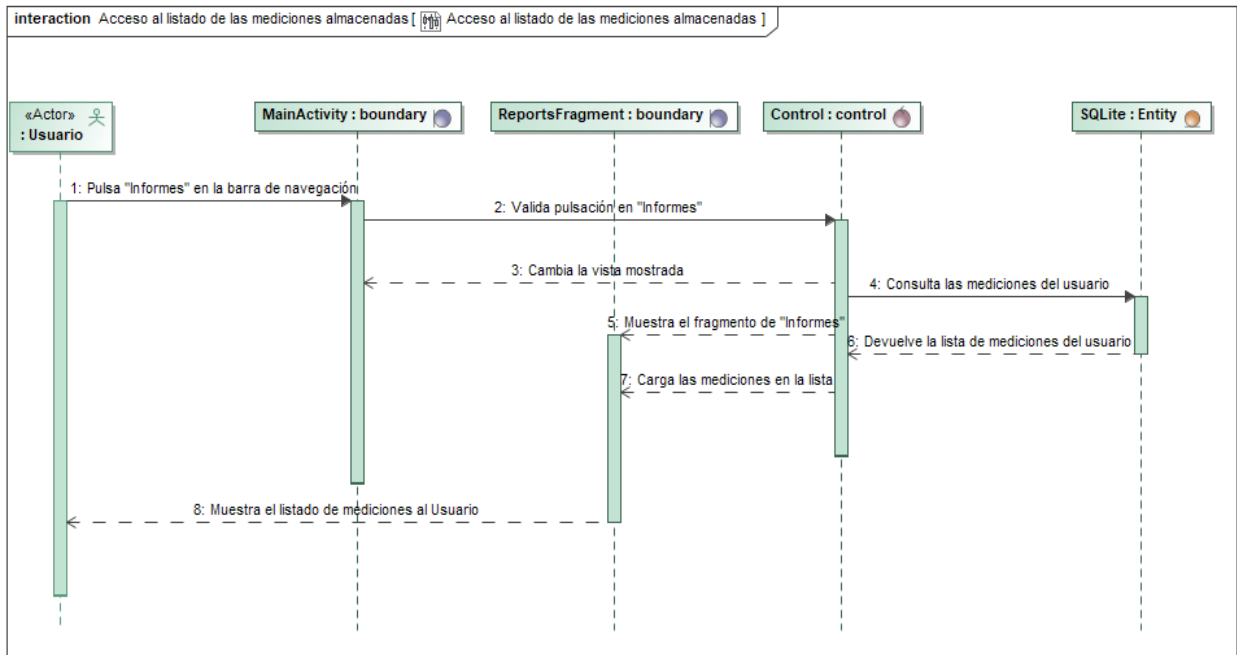 interaction Acceso al listado de las mediciones almacenadas [ Acceso al listado de las mediciones almacenadas ]
«Actor»
: Usuario
MainActivity : boundary
ReportsFragment : boundary
Control : control
SQLite : Entity
1: Pulsa "Informes" en la barra de navegación
2: Valida pulsación en "Informes"
3: Cambia la vista mostrada
4: Consulta las mediciones del usuario
5: Muestra el fragmento de "Informes"
6: Devuelve la lista de mediciones del usuario
7: Carga las mediciones en la lista
8: Muestra el listado de mediciones al Usuario